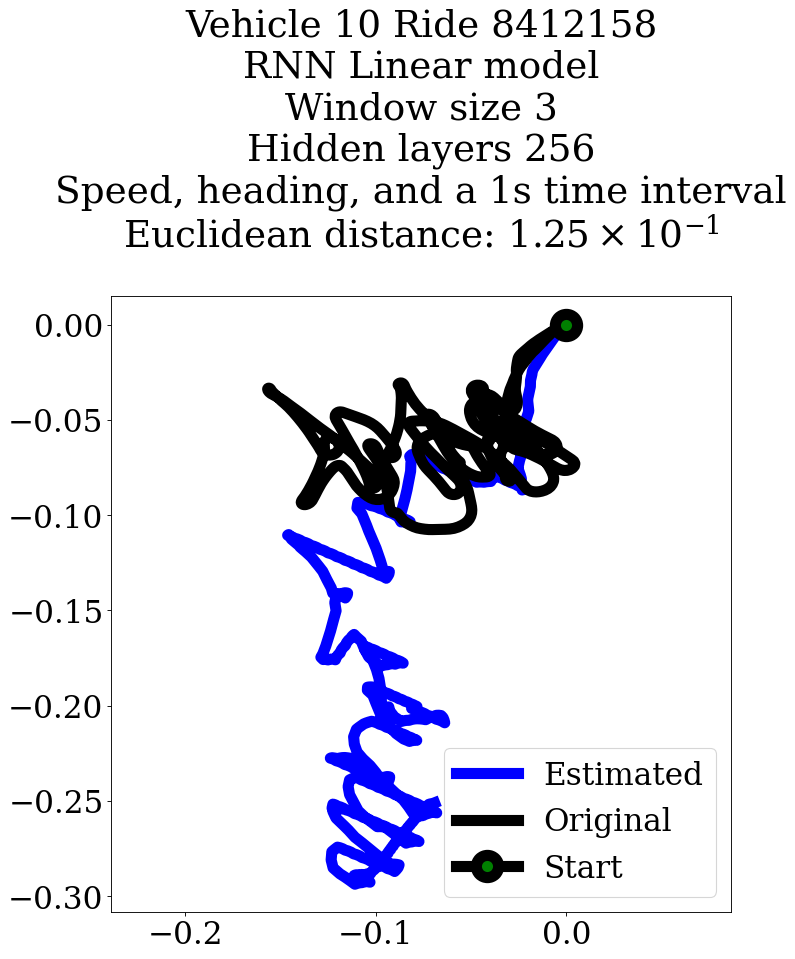 Vehicle 10 Ride 8412158
RNN Linear model
Window size 3
Hidden layers 256
Speed, heading, and a 1s time interval
Euclidean distance: 1.25 × 10⁻¹
0.00
−0.05
−0.10
−0.15
−0.20
−0.25
−0.30
Estimated
Original
Start
−0.2 −0.1 0.0